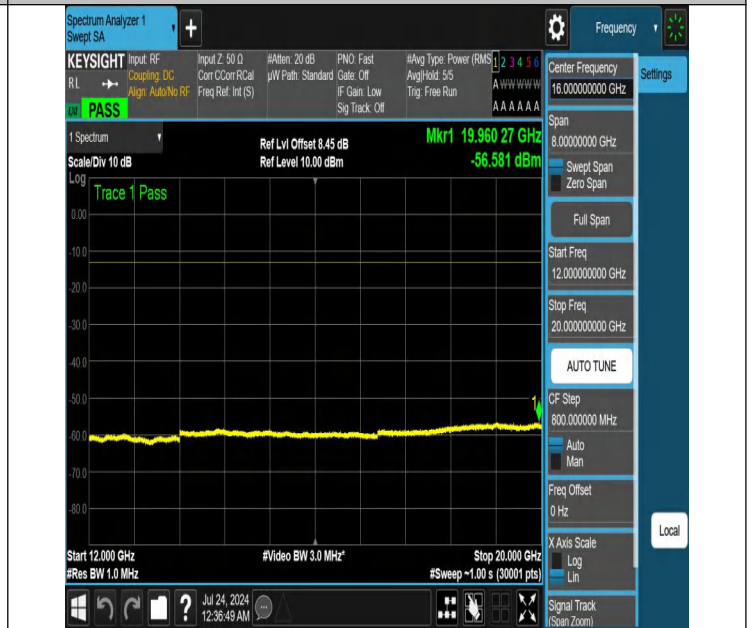 Spectrum Analyzer 1
Swept SA
+
Frequency
KEYSIGHT
RL
PASS
Input: RF
Coupling: DC
Align: Auto/No RF
Input Z: 50 Ω
Corr CCorr RCal
Freq Ref: Int (S)
#Atten: 20 dB
µW Path: Standard
PNO: Fast
Gate: Off
IF Gain: Low
Sig Track: Off
#Avg Type: Power (RMS
Avg|Hold: 5/5
Trig: Free Run
1 2 3 4 5 6
A W W W W W
A A A A A A
1 Spectrum
Scale/Div 10 dB
Ref Lvl Offset 8.45 dB
Ref Level 10.00 dBm
Mkr1 19.960 27 GHz
-56.581 dBm
Log
Trace 1 Pass
0.00
-10.0
-20.0
-30.0
-40.0
-50.0
-60.0
-70.0
-80.0
1
Start 12.000 GHz
#Res BW 1.0 MHz
#Video BW 3.0 MHz*
Stop 20.000 GHz
#Sweep ~1.00 s (30001 pts)
Center Frequency
16.000000000 GHz
Span
8.00000000 GHz
Swept Span
Zero Span
Full Span
Start Freq
12.000000000 GHz
Stop Freq
20.000000000 GHz
AUTO TUNE
CF Step
800.000000 MHz
Auto
Man
Freq Offset
0 Hz
X Axis Scale
Log
Lin
Signal Track
(Span Zoom)
Settings
Local
?
Jul 24, 2024
12:36:49 AM